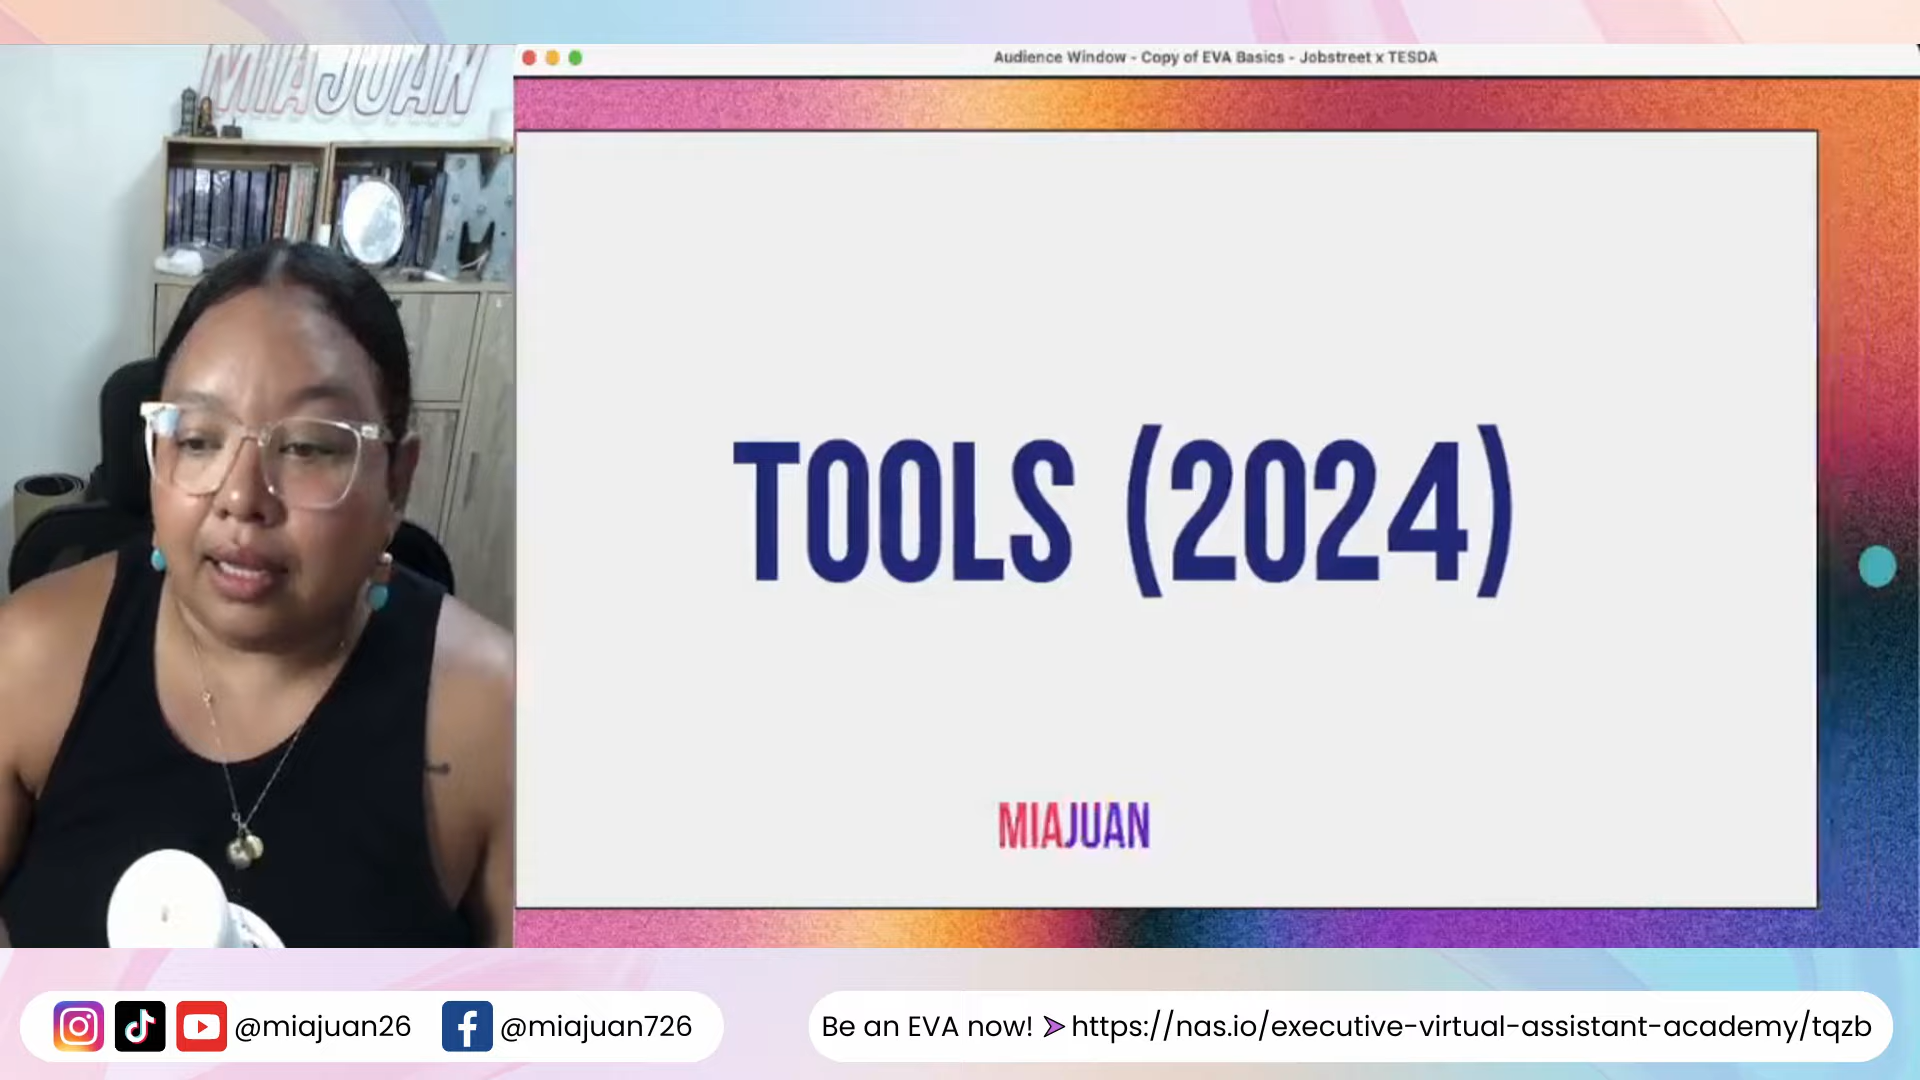 MIAJUAN
Audience Window - Copy of EVA Basics - Jobstreet x TESDA
M
TOOLS (2024)
MIAJUAN
@miajuan26
@miajuan726
Be an EVA now! ➤ https://nas.io/executive-virtual-assistant-academy/tqzb